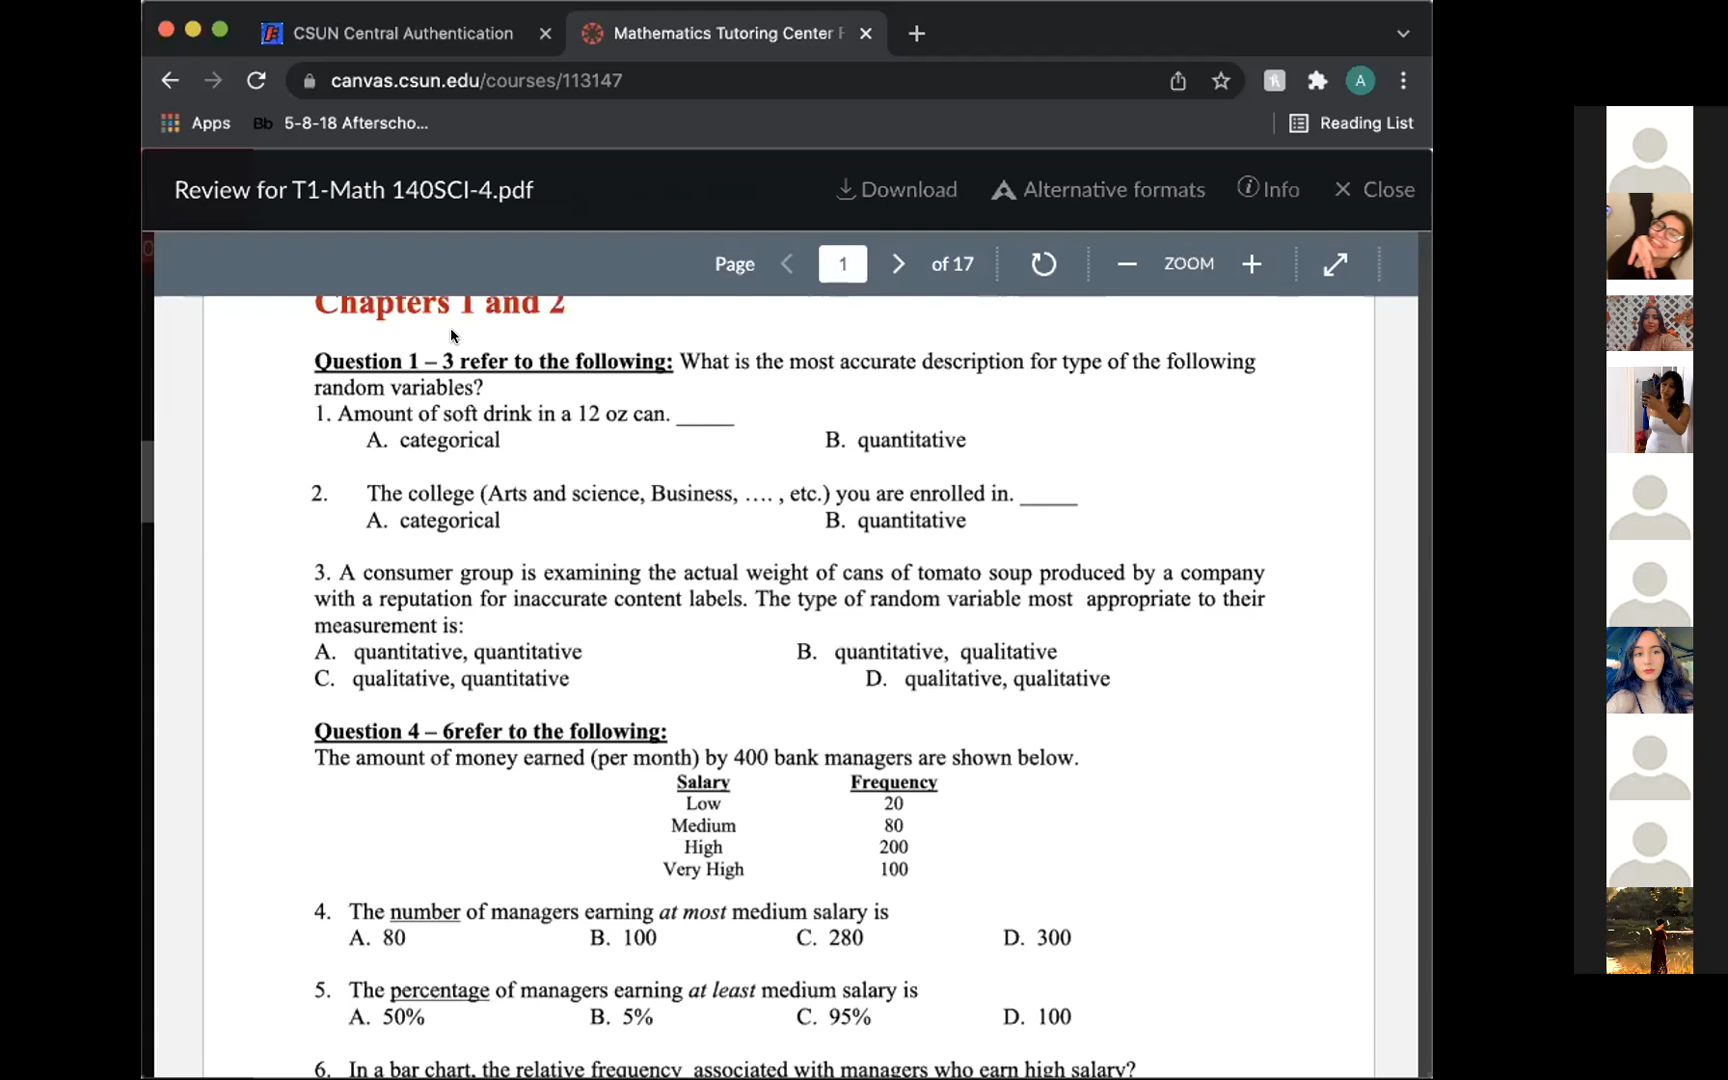 CSUN Central Authentication
Mathematics Tutoring Center
canvas.csun.edu/courses/113147
A
Apps
Bb 5-8-18 Afterscho...
Reading List
Review for T1-Math 140SCI-4.pdf
Download
Alternative formats
Info
Close
Page 1 of 17
ZOOM
Chapters 1 and 2
Question 1 – 3 refer to the following: What is the most accurate description for type of the following
random variables?
1. Amount of soft drink in a 12 oz can. _____
A. categorical B. quantitative
2. The college (Arts and science, Business, …. , etc.) you are enrolled in. _____
A. categorical B. quantitative
3. A consumer group is examining the actual weight of cans of tomato soup produced by a company
with a reputation for inaccurate content labels. The type of random variable most appropriate to their
measurement is:
A. quantitative, quantitative B. quantitative, qualitative
C. qualitative, quantitative D. qualitative, qualitative
Question 4 – 6refer to the following:
The amount of money earned (per month) by 400 bank managers are shown below.
Salary Frequency
Low 20
Medium 80
High 200
Very High 100
4. The number of managers earning at most medium salary is
A. 80 B. 100 C. 280 D. 300
5. The percentage of managers earning at least medium salary is
A. 50% B. 5% C. 95% D. 100
6. In a bar chart, the relative frequency associated with managers who earn high salary?